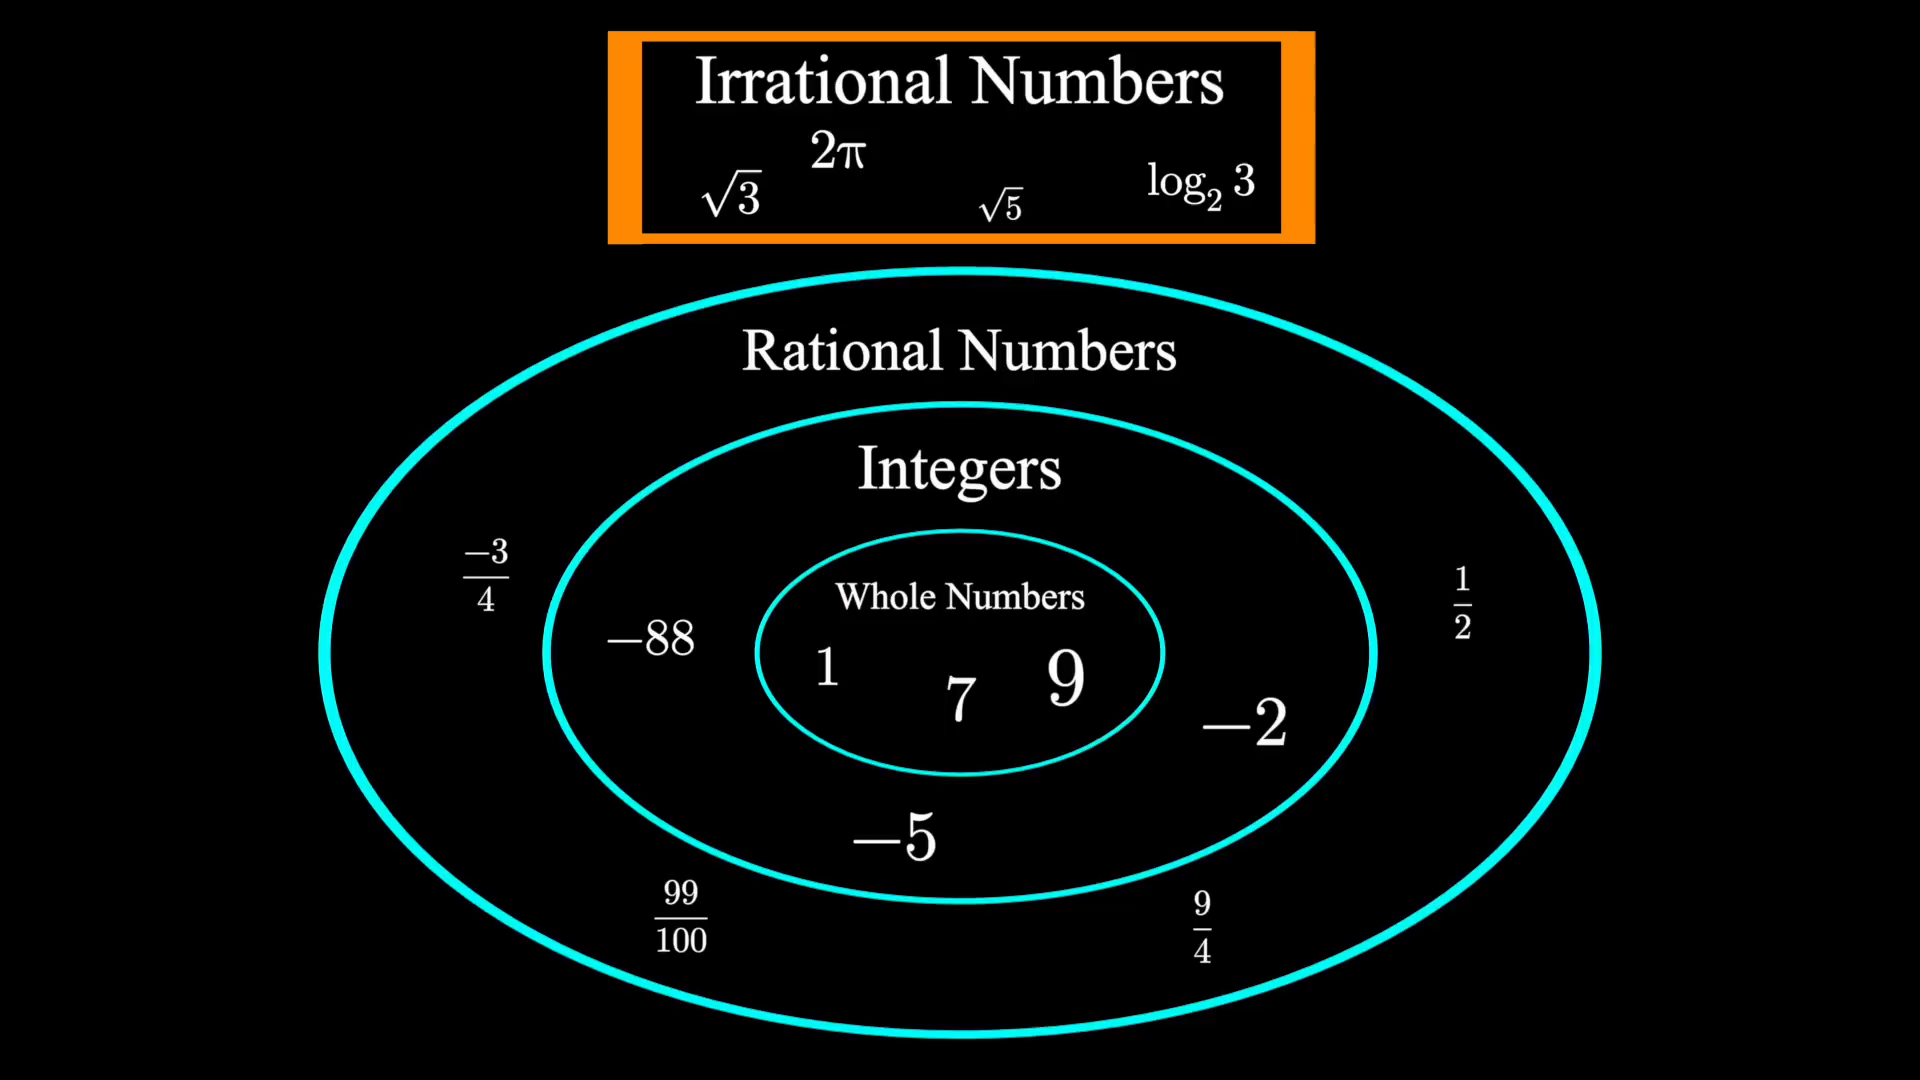 Irrational Numbers
2π
√3
√5
log₂ 3
Rational Numbers
Integers
-3/4
1/2
Whole Numbers
−88
1
7
9
−2
−5
99/100
9/4